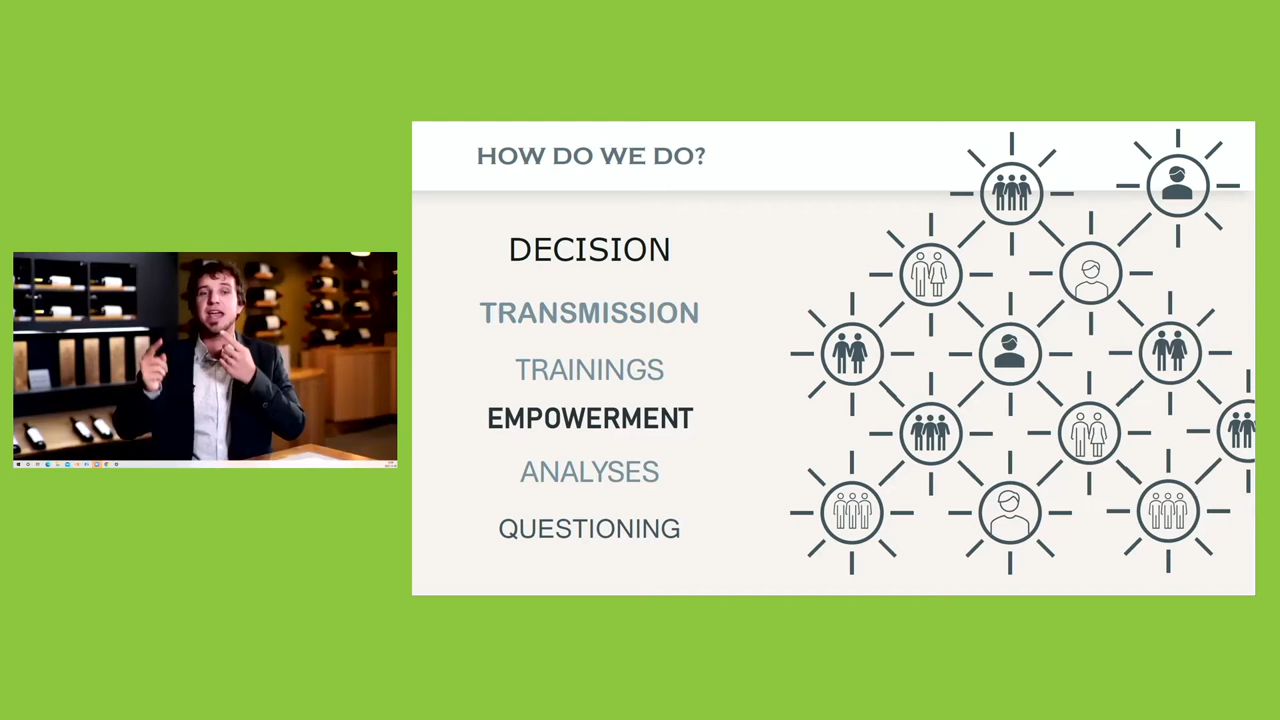 HOW DO WE DO?
DECISION
TRANSMISSION
TRAININGS
EMPOWERMENT
ANALYSES
QUESTIONING